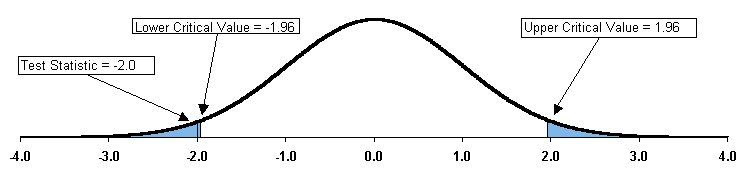 Lower Critical Value = -1.96
Upper Critical Value = 1.96
Test Statistic = -2.0
-4.0 -3.0 -2.0 -1.0 0.0 1.0 2.0 3.0 4.0